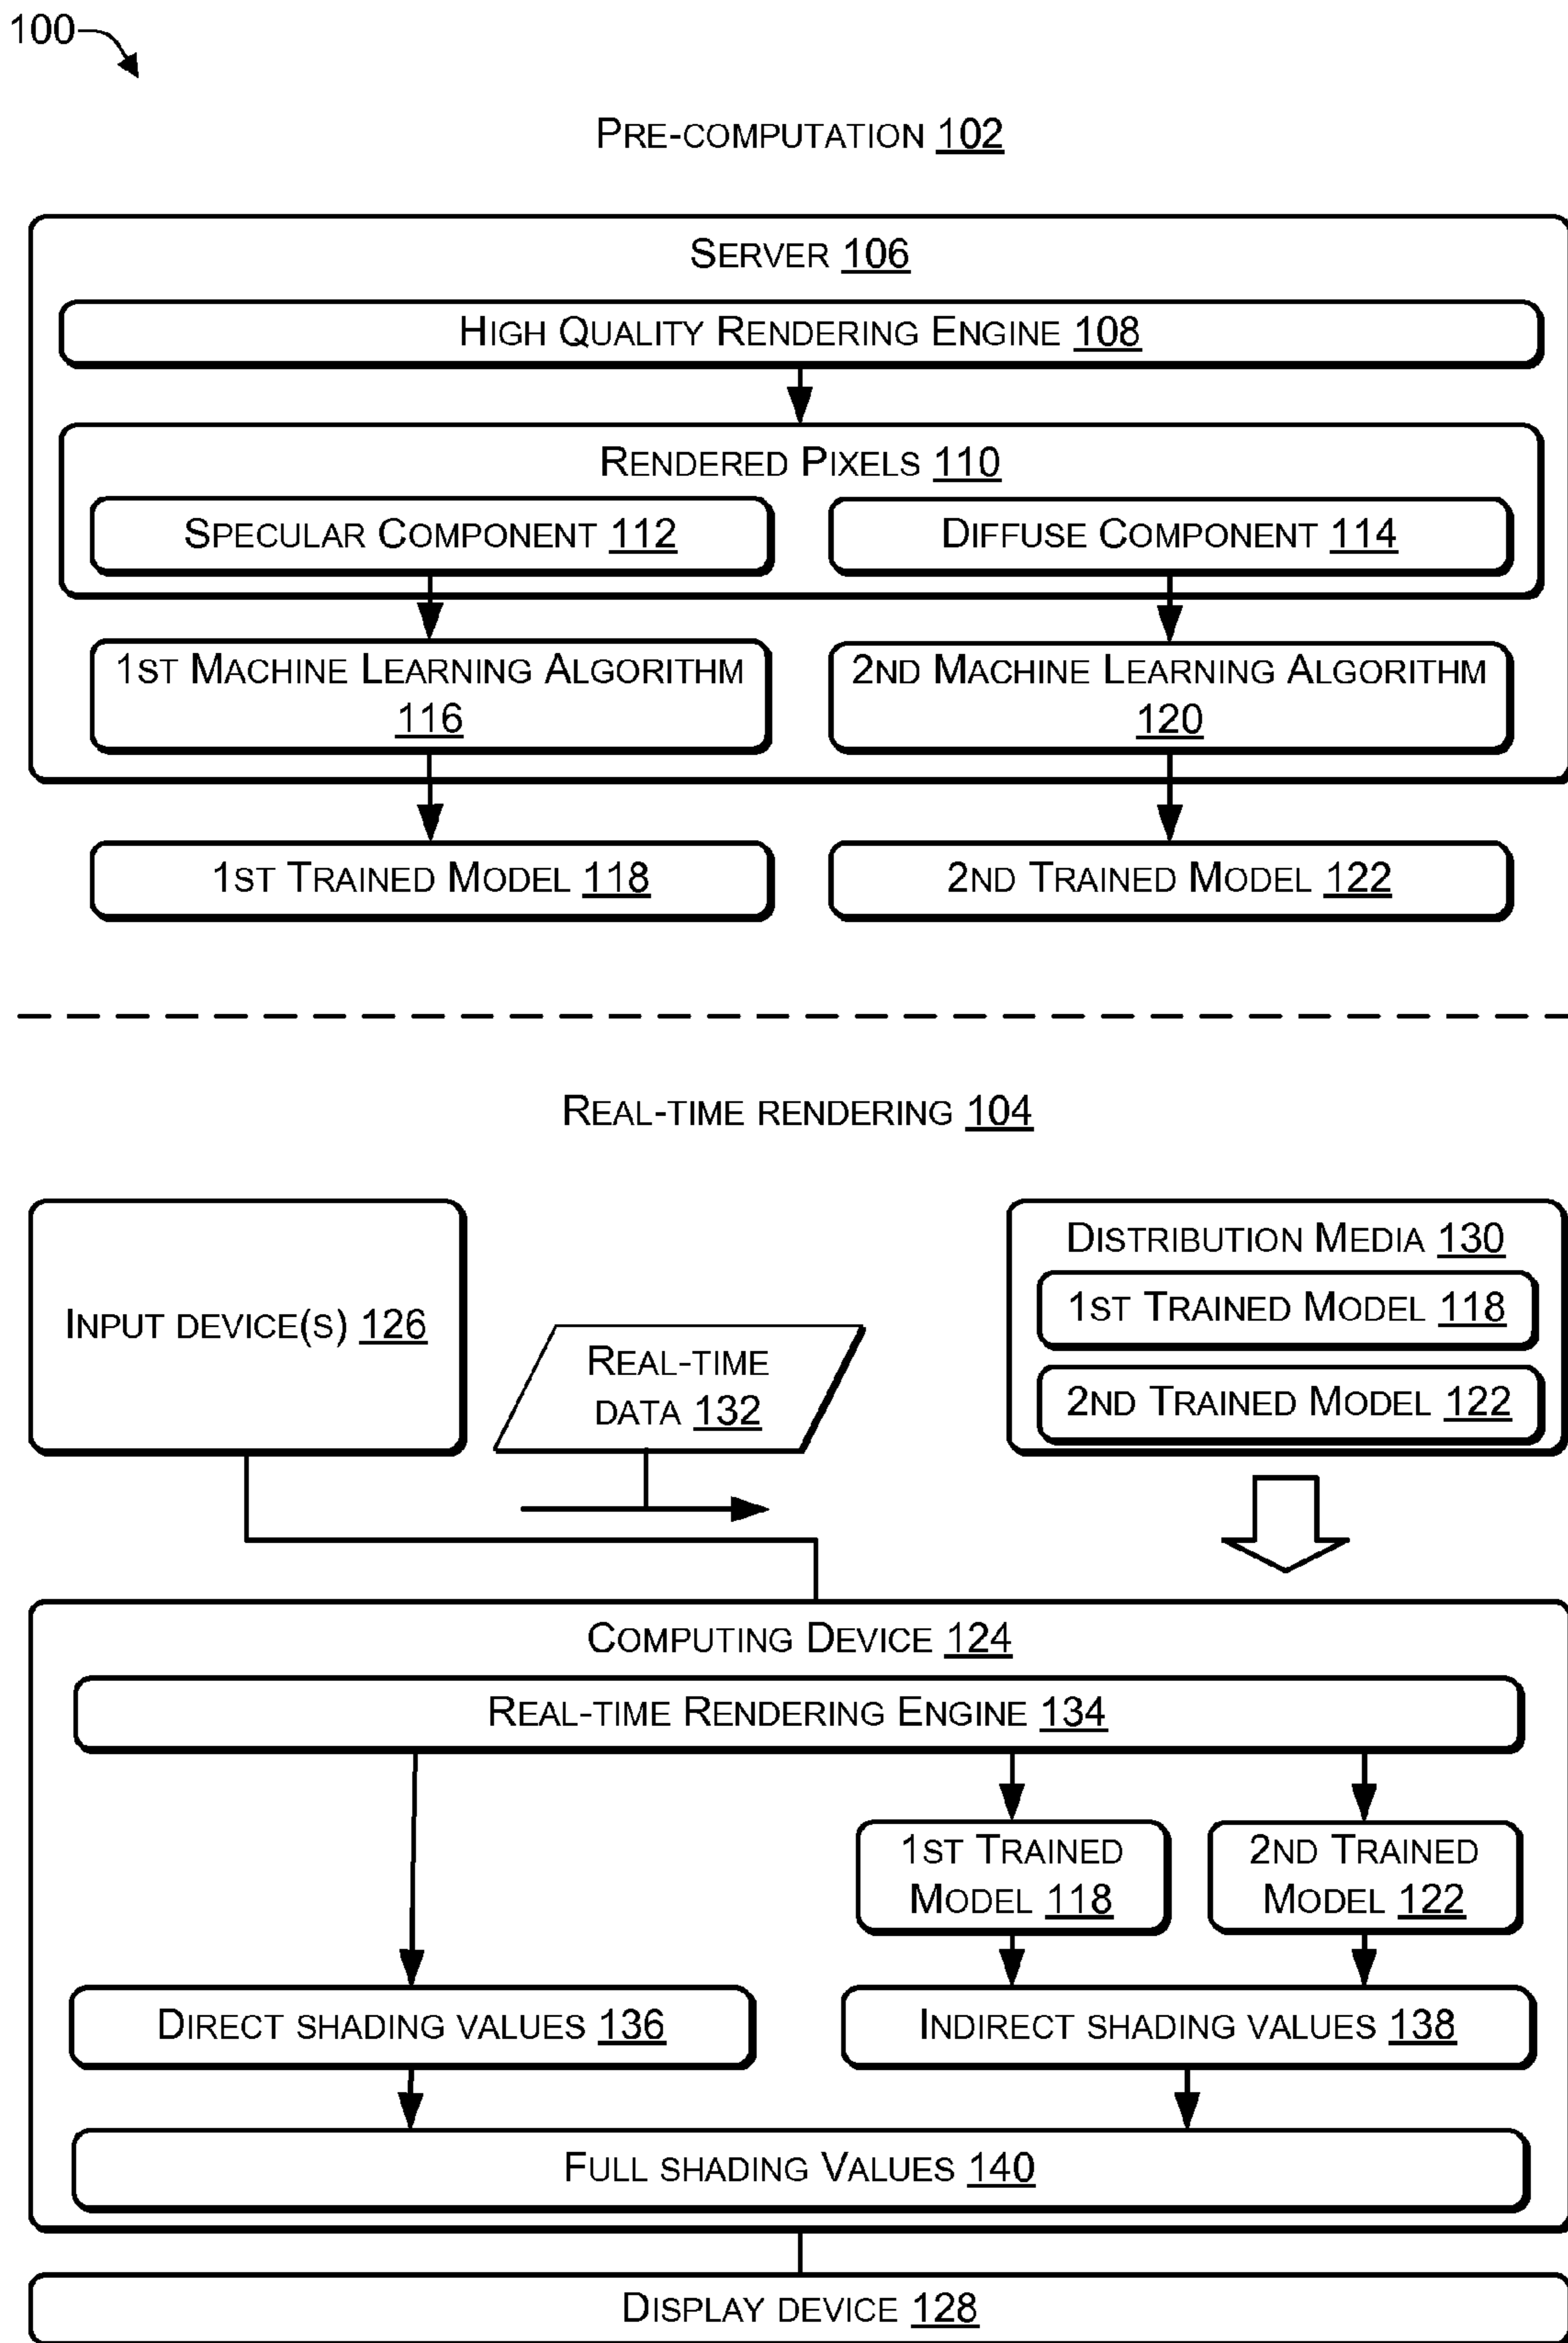 100
PRE-COMPUTATION 102
SERVER 106
HIGH QUALITY RENDERING ENGINE 108
RENDERED PIXELS 110
SPECULAR COMPONENT 112
DIFFUSE COMPONENT 114
1ST MACHINE LEARNING ALGORITHM
116
2ND MACHINE LEARNING ALGORITHM
120
1ST TRAINED MODEL 118
2ND TRAINED MODEL 122
REAL-TIME RENDERING 104
INPUT DEVICE(S) 126
REAL-TIME
DATA 132
DISTRIBUTION MEDIA 130
1ST TRAINED MODEL 118
2ND TRAINED MODEL 122
COMPUTING DEVICE 124
REAL-TIME RENDERING ENGINE 134
1ST TRAINED
MODEL 118
2ND TRAINED
MODEL 122
DIRECT SHADING VALUES 136
INDIRECT SHADING VALUES 138
FULL SHADING VALUES 140
DISPLAY DEVICE 128